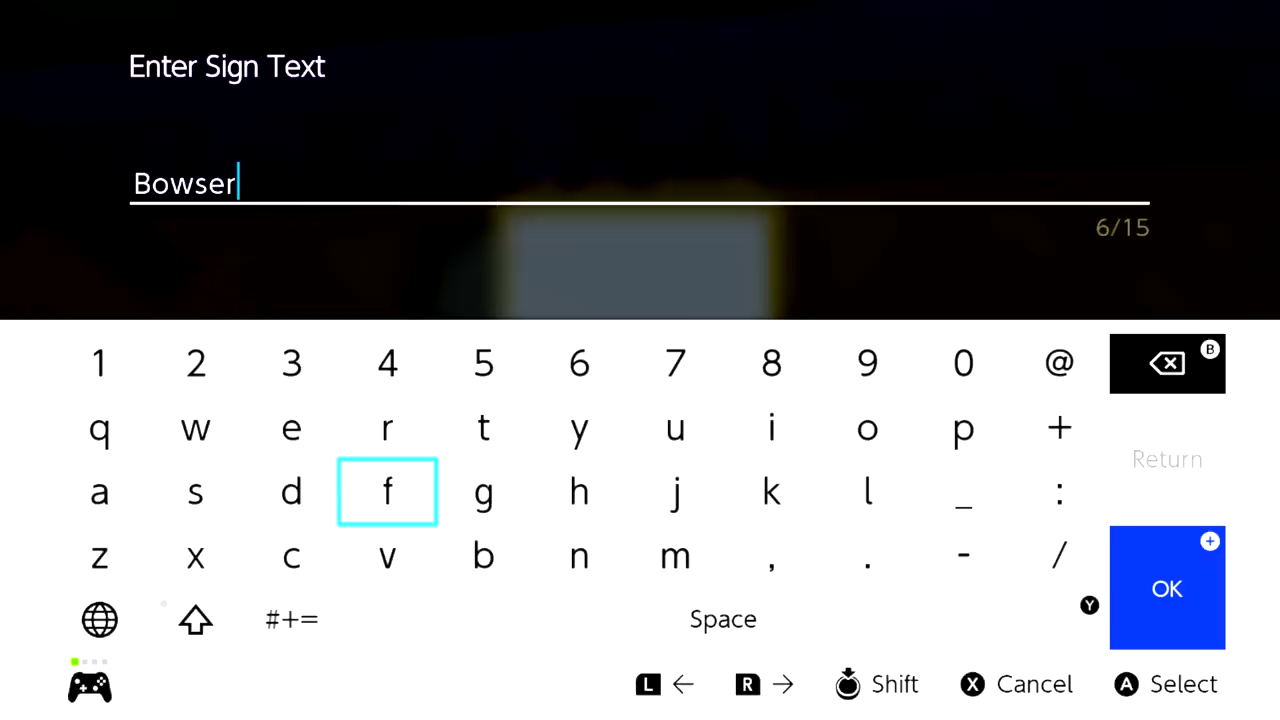 Enter Sign Text
Bowser
6/15
1 2 3 4 5 6 7 8 9 0 @ B
q w e r t y u i o p +
Return
a s d f g h j k l _ :
z x c v b n m , . - / +
OK
#+= Space Y
L ← R → Shift X Cancel A Select